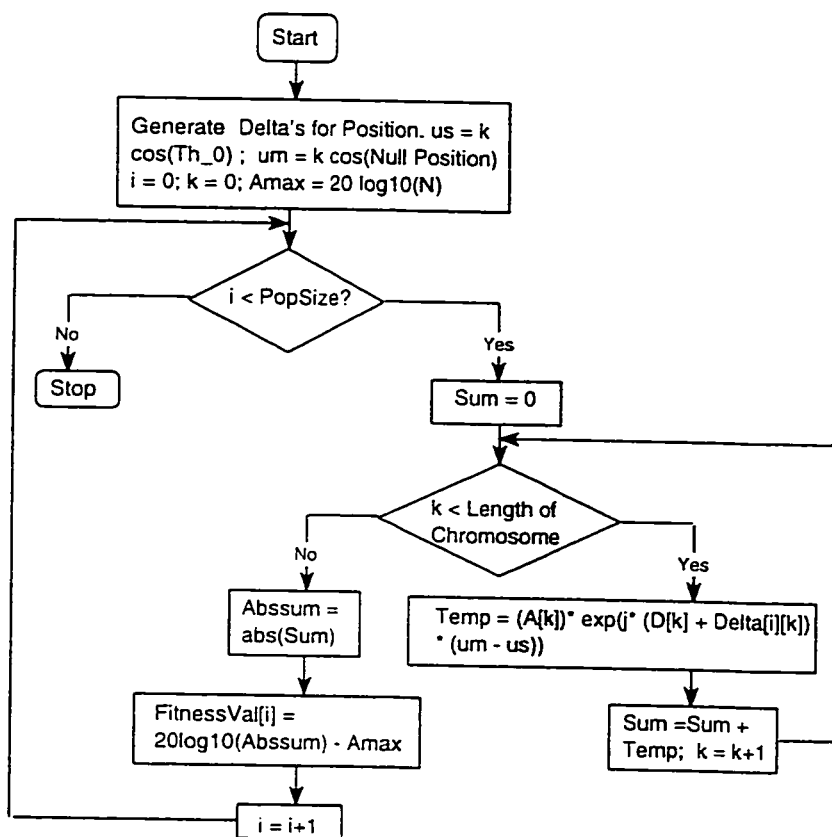 Start
Generate Delta's for Position. us = k
cos(Th_0) ; um = k cos(Null Position)
i = 0; k = 0; Amax = 20 log10(N)
i < PopSize?
No
Yes
Stop
Sum = 0
k < Length of
Chromosome
No
Yes
Abssum =
abs(Sum)
Temp = (A[k])* exp(j* (D[k] + Delta[i][k])
* (um - us))
FitnessVal[i] =
20log10(Abssum) - Amax
Sum =Sum +
Temp; k = k+1
i = i+1